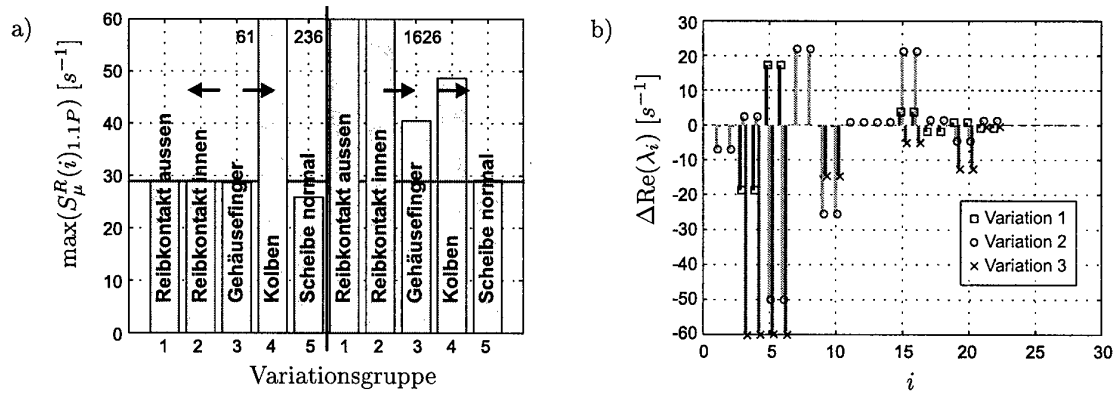 a)
max(S_μ^R(i)_{1.1P}) [s⁻¹]
60
50
40
30
20
10
0
61
236
1626
Reibkontakt aussen
Reibkontakt innen
Gehäusefinger
Kolben
Scheibe normal
Reibkontakt aussen
Reibkontakt innen
Gehäusefinger
Kolben
Scheibe normal
1 2 3 4 5 1 2 3 4 5
Variationsgruppe
b)
ΔRe(λ_i) [s⁻¹]
30
20
10
0
-10
-20
-30
-40
-50
-60
Variation 1
Variation 2
Variation 3
0 5 10 15 20 25 30
i